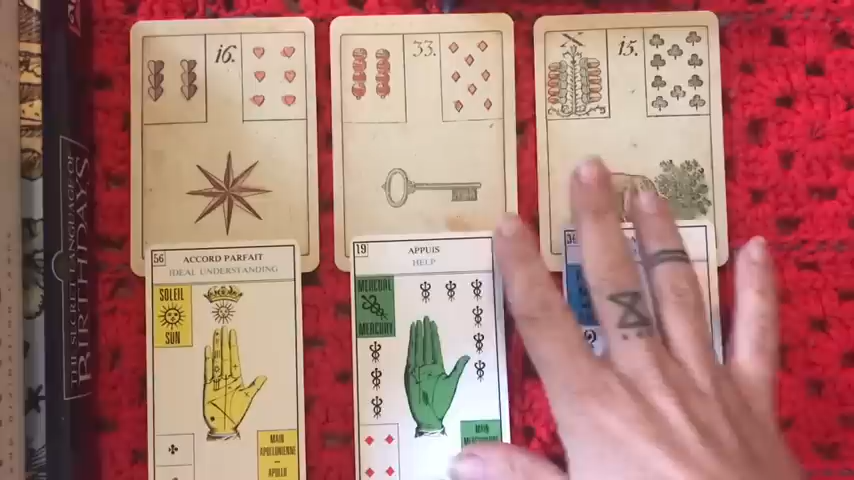 THE SECRET LANGUAGE OF
BIRTHDAYS
16.
33.
X
15.
56
ACCORD PARFAIT
IDEAL UNDERSTANDING
SOLEIL
SUN
MAIN
APOLLONIENNE
APOLLO
19
APPUIS
HELP
MERCURE
MERCURY
MAIN